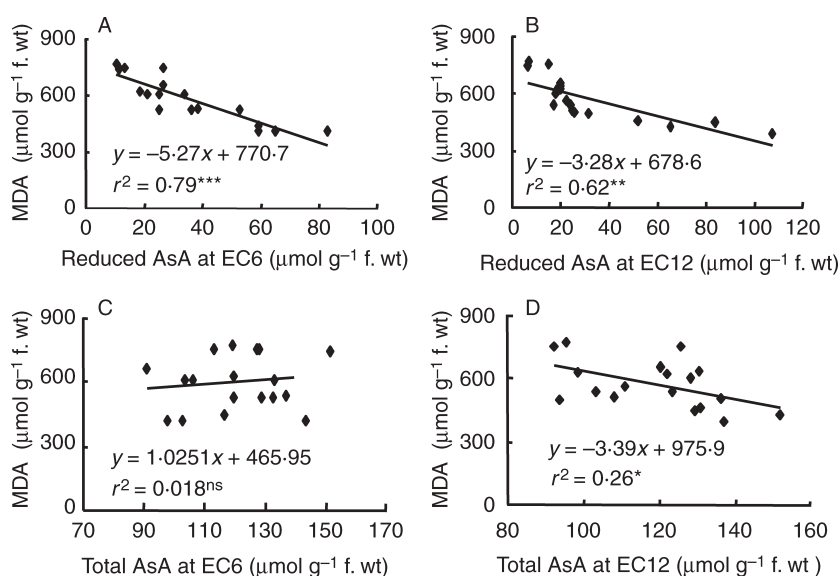 A
MDA (μmol g⁻¹ f. wt)
900
600
300
0
y = –5·27x + 770·7
r² = 0·79***
0 20 40 60 80 100
Reduced AsA at EC6 (μmol g⁻¹ f. wt)
B
MDA (μmol g⁻¹ f. wt)
900
600
300
0
y = –3·28x + 678·6
r² = 0·62**
0 20 40 60 80 100 120
Reduced AsA at EC12 (μmol g⁻¹ f. wt)
C
MDA (μmol g⁻¹ f. wt)
900
600
300
0
y = 1·0251x + 465·95
r² = 0·018ⁿˢ
70 90 110 130 150 170
Total AsA at EC6 (μmol g⁻¹ f. wt)
D
MDA (μmol g⁻¹ f. wt)
900
600
300
0
y = –3·39x + 975·9
r² = 0·26*
80 100 120 140 160
Total AsA at EC12 (μmol g⁻¹ f. wt )